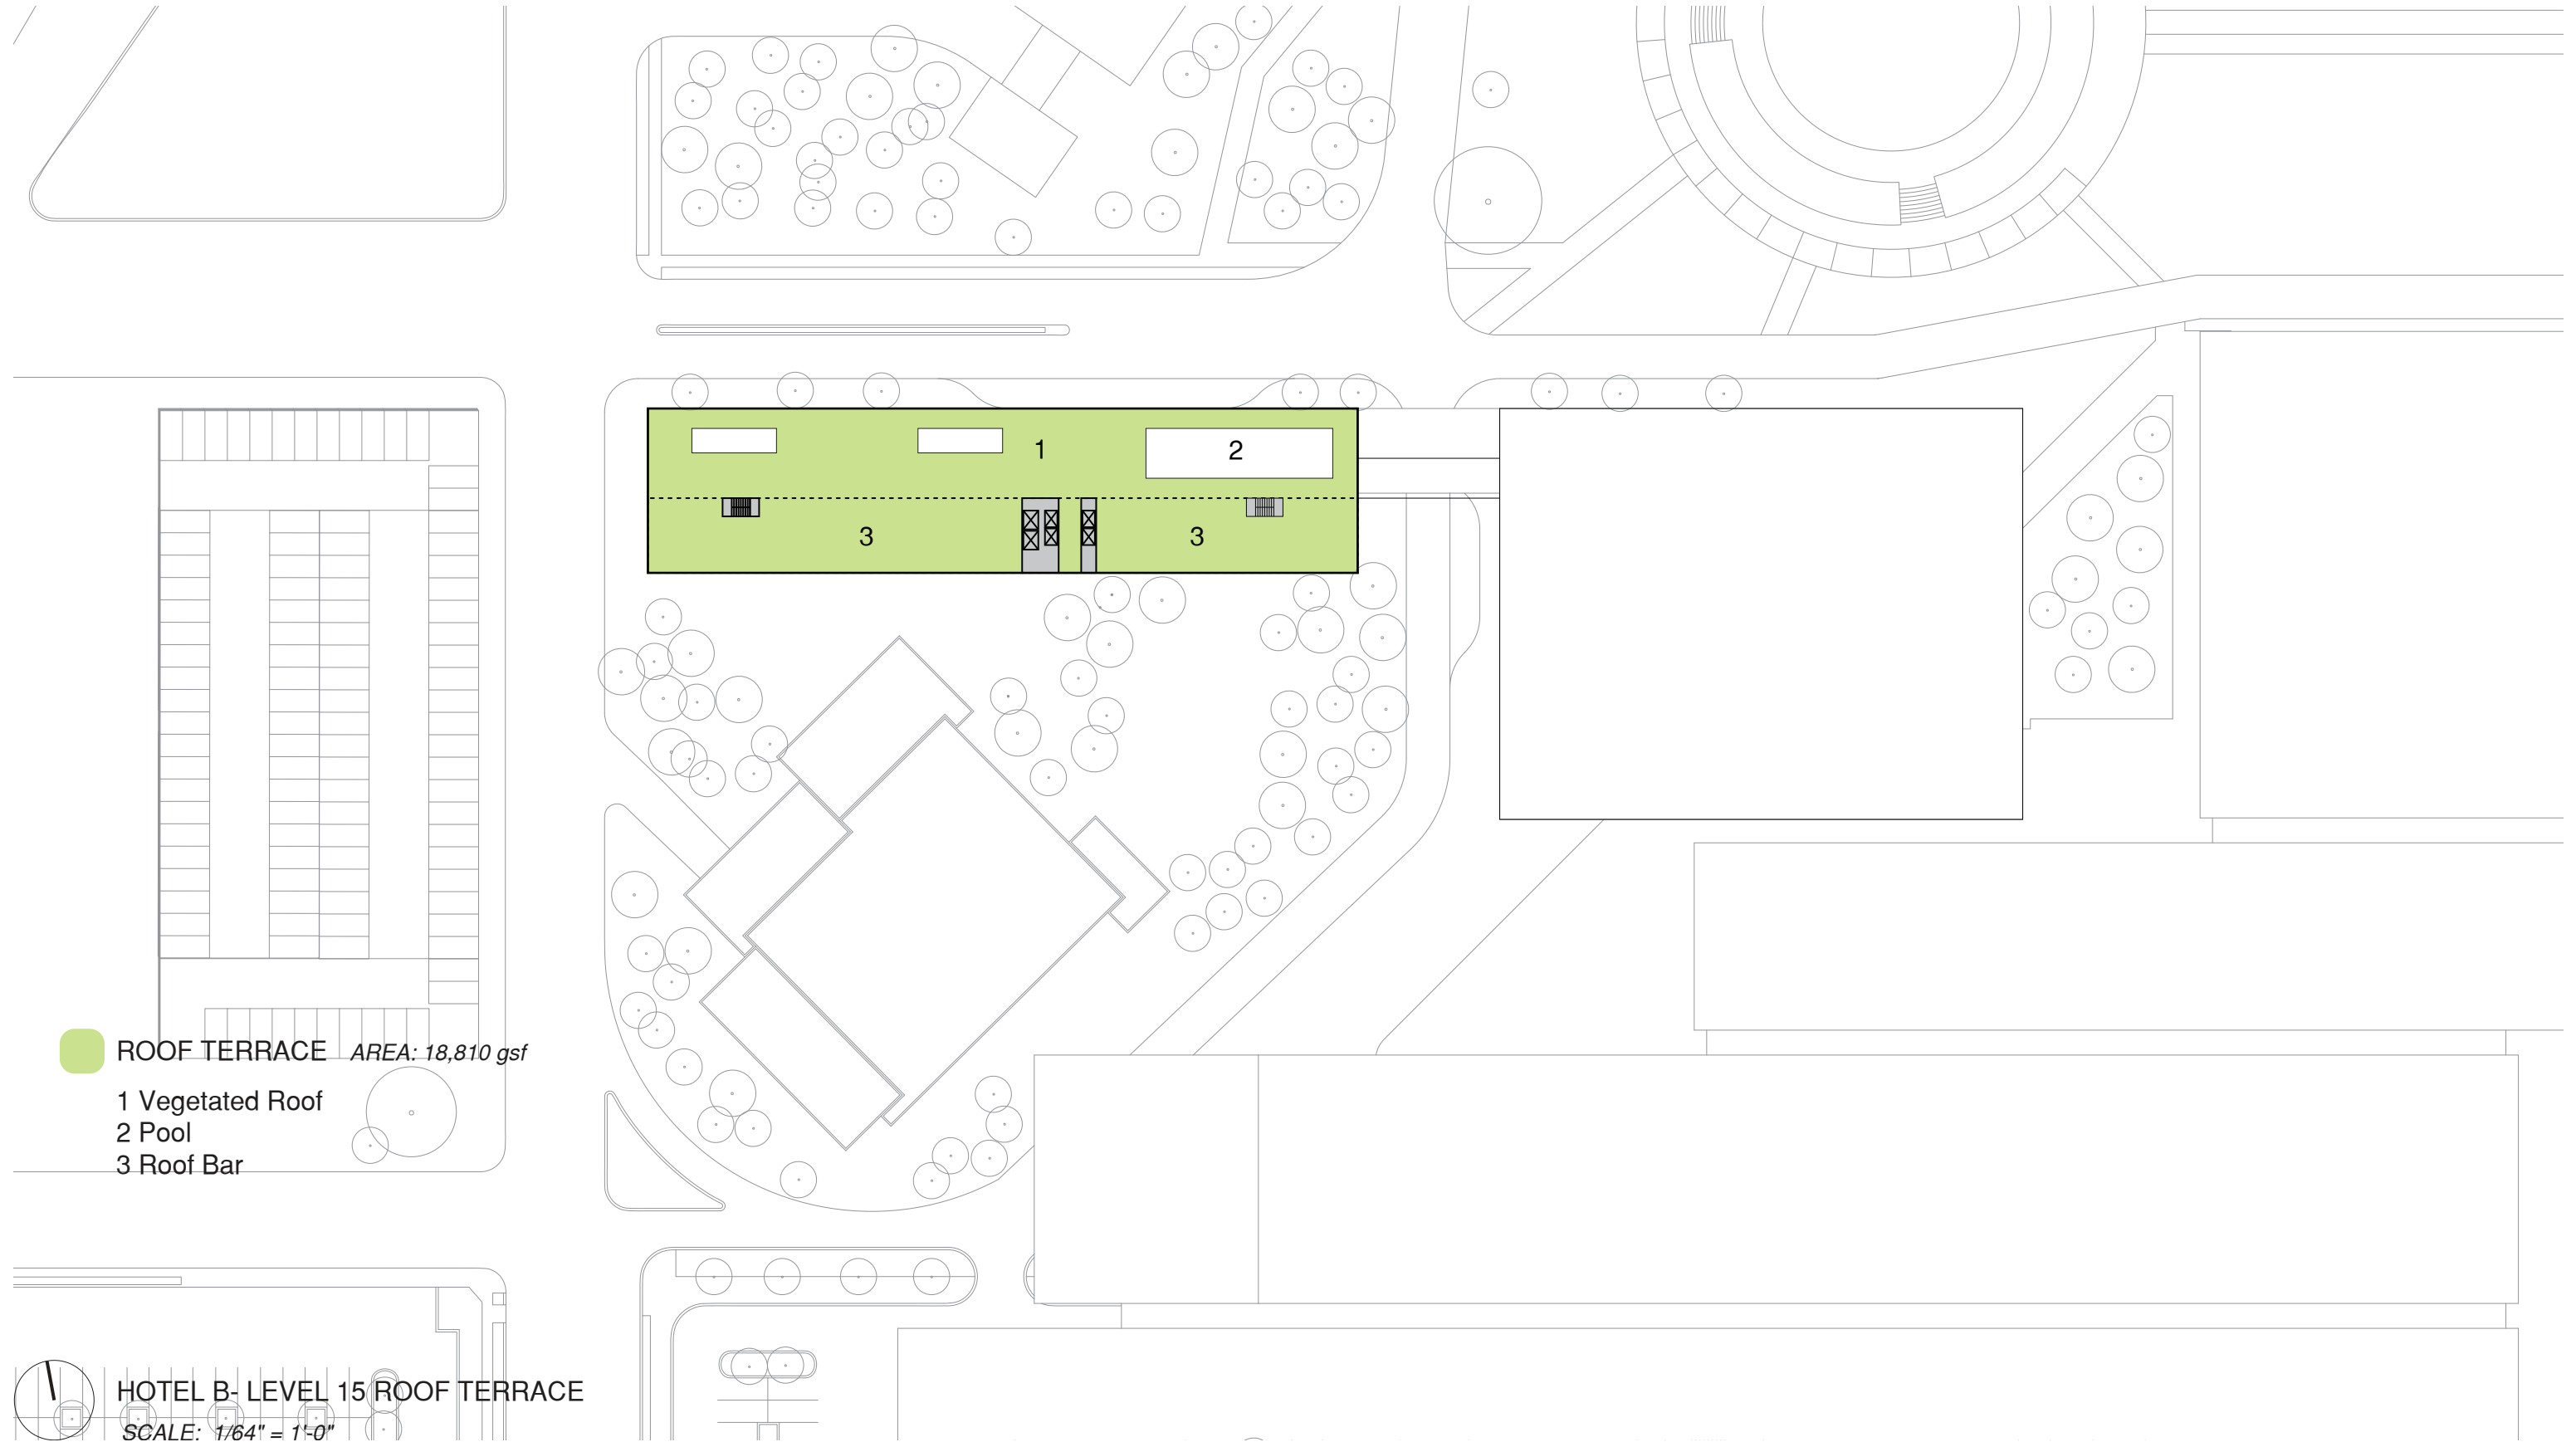 1
2
3
3
ROOF TERRACE AREA: 18,810 gsf
1 Vegetated Roof
2 Pool
3 Roof Bar
HOTEL B- LEVEL 15 ROOF TERRACE
SCALE: 1/64" = 1'-0"